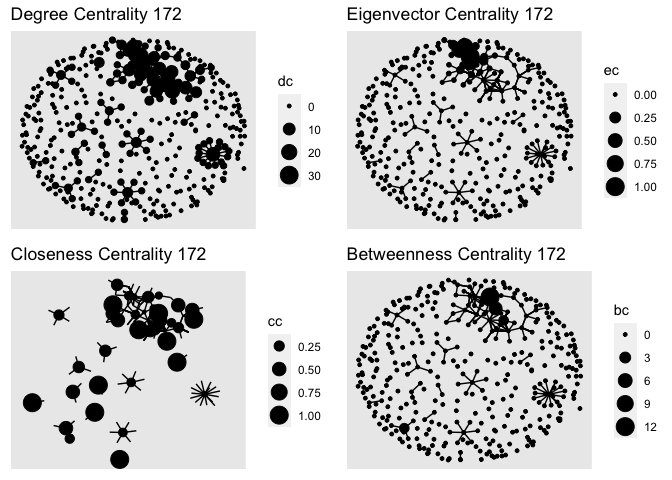 Degree Centrality 172
dc
0
10
20
30
Eigenvector Centrality 172
ec
0.00
0.25
0.50
0.75
1.00
Closeness Centrality 172
cc
0.25
0.50
0.75
1.00
Betweenness Centrality 172
bc
0
3
6
9
12